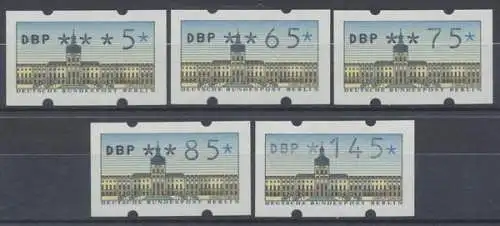 DBP *** 5*
DEUTSCHE BUNDESPOST BERLIN
DBP **65*
DEUTSCHE BUNDESPOST BERLIN
DBP **75*
DEUTSCHE BUNDESPOST BERLIN
DBP **85*
DEUTSCHE BUNDESPOST BERLIN
DBP *145*
DEUTSCHE BUNDESPOST BERLIN